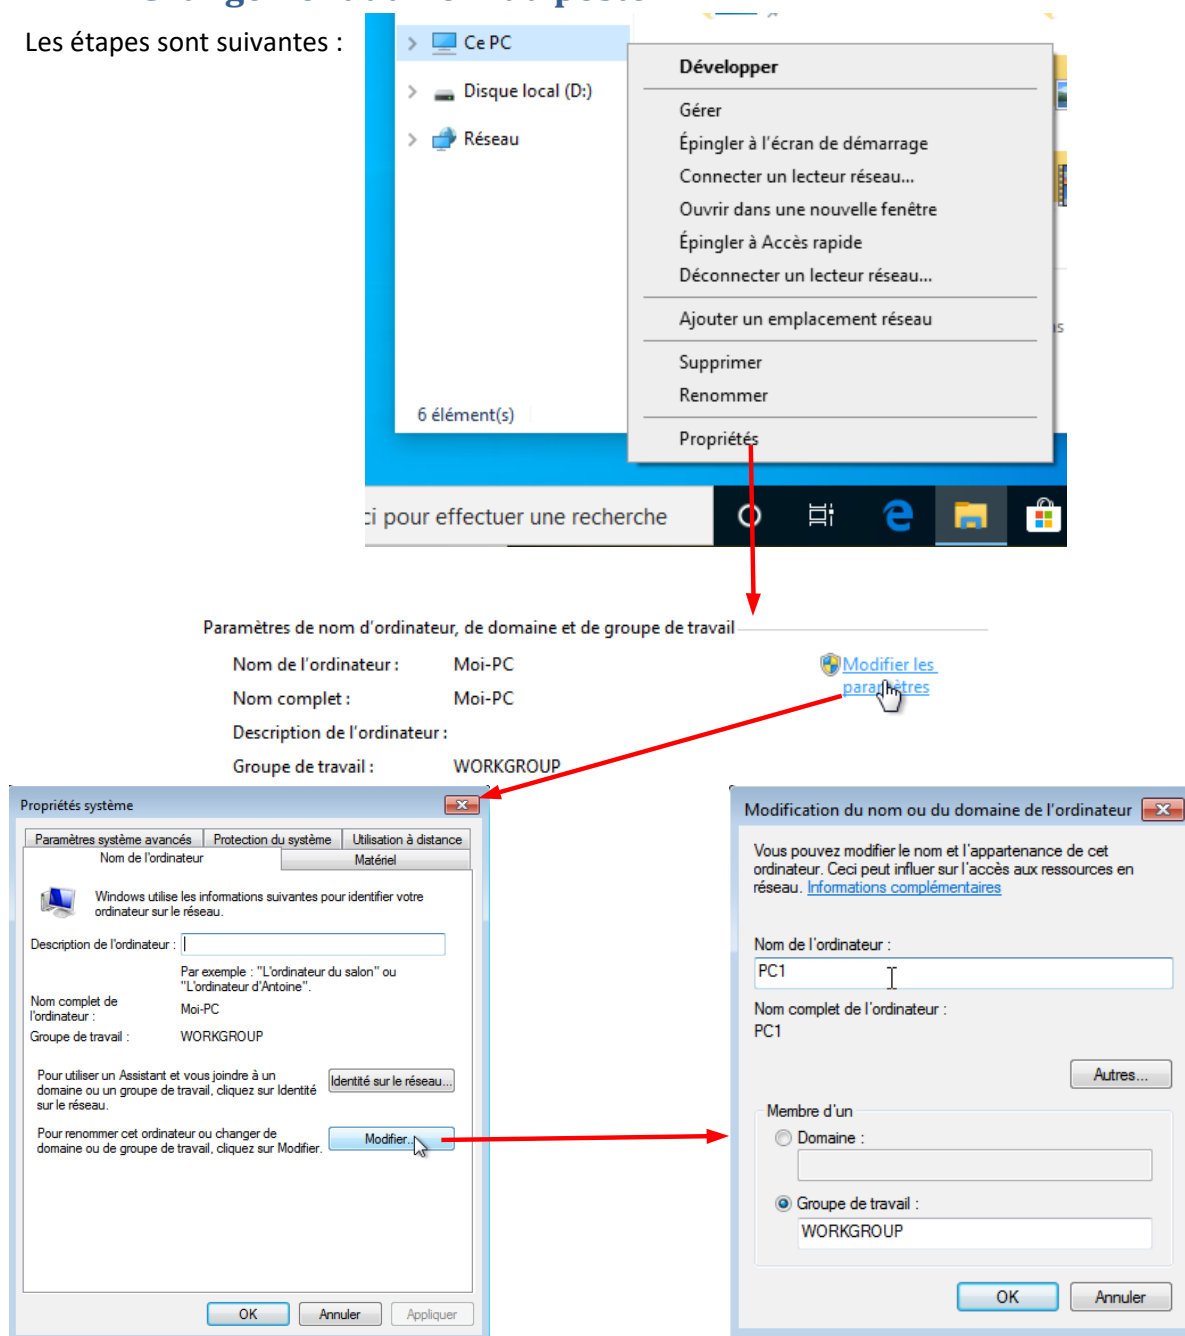 Les étapes sont suivantes :
Ce PC
Disque local (D:)
Réseau
6 élément(s)
Développer
Gérer
Épingler à l'écran de démarrage
Connecter un lecteur réseau...
Ouvrir dans une nouvelle fenêtre
Épingler à Accès rapide
Déconnecter un lecteur réseau...
Ajouter un emplacement réseau
Supprimer
Renommer
Propriétés
ci pour effectuer une recherche
Paramètres de nom d'ordinateur, de domaine et de groupe de travail
Nom de l'ordinateur : Moi-PC
Modifier les
paramètres
Nom complet : Moi-PC
Description de l'ordinateur :
Groupe de travail : WORKGROUP
Propriétés système
Paramètres système avancés Protection du système Utilisation à distance
Nom de l'ordinateur Matériel
Windows utilise les informations suivantes pour identifier votre
ordinateur sur le réseau.
Description de l'ordinateur :
Par exemple : "L'ordinateur du salon" ou
"L'ordinateur d'Antoine".
Nom complet de
l'ordinateur : Moi-PC
Groupe de travail : WORKGROUP
Pour utiliser un Assistant et vous joindre à un
domaine ou un groupe de travail, cliquez sur Identité
sur le réseau.
Identité sur le réseau...
Pour renommer cet ordinateur ou changer de
domaine ou de groupe de travail, cliquez sur Modifier.
Modifier...
OK Annuler Appliquer
Modification du nom ou du domaine de l'ordinateur
Vous pouvez modifier le nom et l'appartenance de cet
ordinateur. Ceci peut influer sur l'accès aux ressources en
réseau. Informations complémentaires
Nom de l'ordinateur :
PC1
Nom complet de l'ordinateur :
PC1
Autres...
Membre d'un
Domaine :
Groupe de travail :
WORKGROUP
OK Annuler